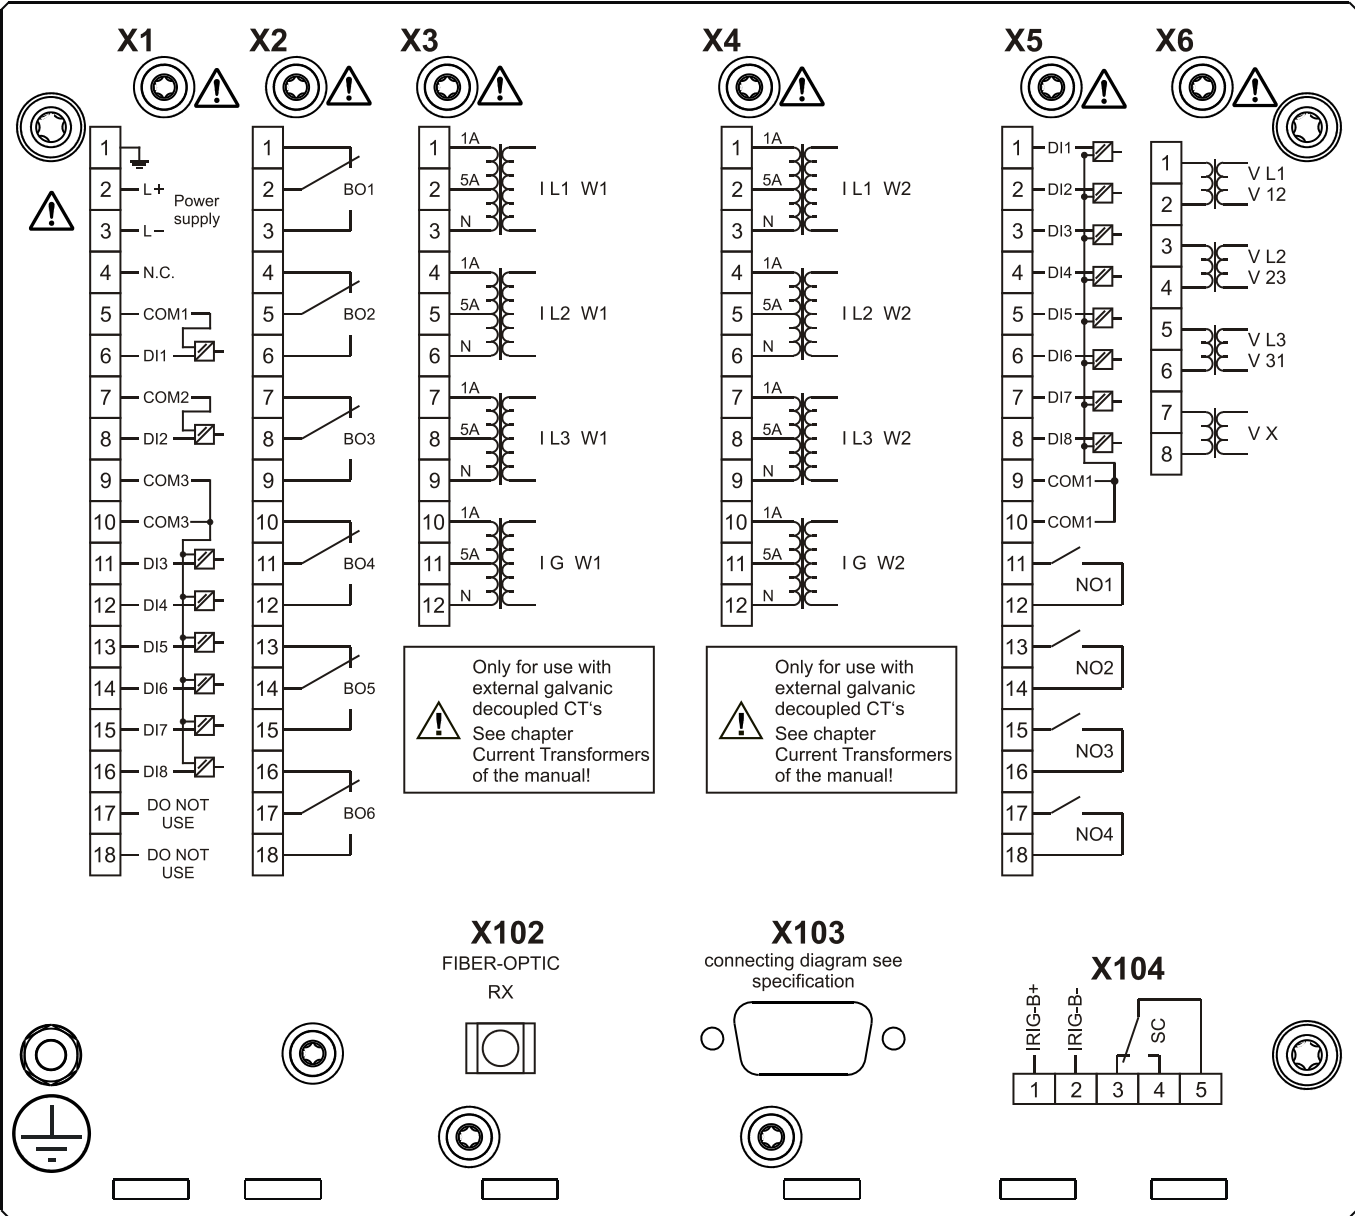 X1
X2
X3
X4
X5
X6
1
2 L+
Power
supply
3 L−
4 N.C.
5 COM1
6 DI1
7 COM2
8 DI2
9 COM3
10 COM3
11 DI3
12 DI4
13 DI5
14 DI6
15 DI7
16 DI8
17 DO NOT
USE
18 DO NOT
USE
1
2 BO1
3
4
5 BO2
6
7
8 BO3
9
10
11 BO4
12
13
14 BO5
15
16
17 BO6
18
1 1A
2 5A I L1 W1
3 N
4 1A
5 5A I L2 W1
6 N
7 1A
8 5A I L3 W1
9 N
10 1A
11 5A I G W1
12 N
Only for use with
external galvanic
decoupled CT‘s
See chapter
Current Transformers
of the manual!
1 1A
2 5A I L1 W2
3 N
4 1A
5 5A I L2 W2
6 N
7 1A
8 5A I L3 W2
9 N
10 1A
11 5A I G W2
12 N
Only for use with
external galvanic
decoupled CT‘s
See chapter
Current Transformers
of the manual!
1 DI1
2 DI2
3 DI3
4 DI4
5 DI5
6 DI6
7 DI7
8 DI8
9 COM1
10 COM1
11
NO1
12
13
NO2
14
15
NO3
16
17
NO4
18
1
V L1
V 12
2
3
V L2
V 23
4
5
V L3
V 31
6
7
V X
8
X102
FIBER-OPTIC
RX
X103
connecting diagram see
specification
X104
IRIG-B+
IRIG-B-
SC
1 2 3 4 5